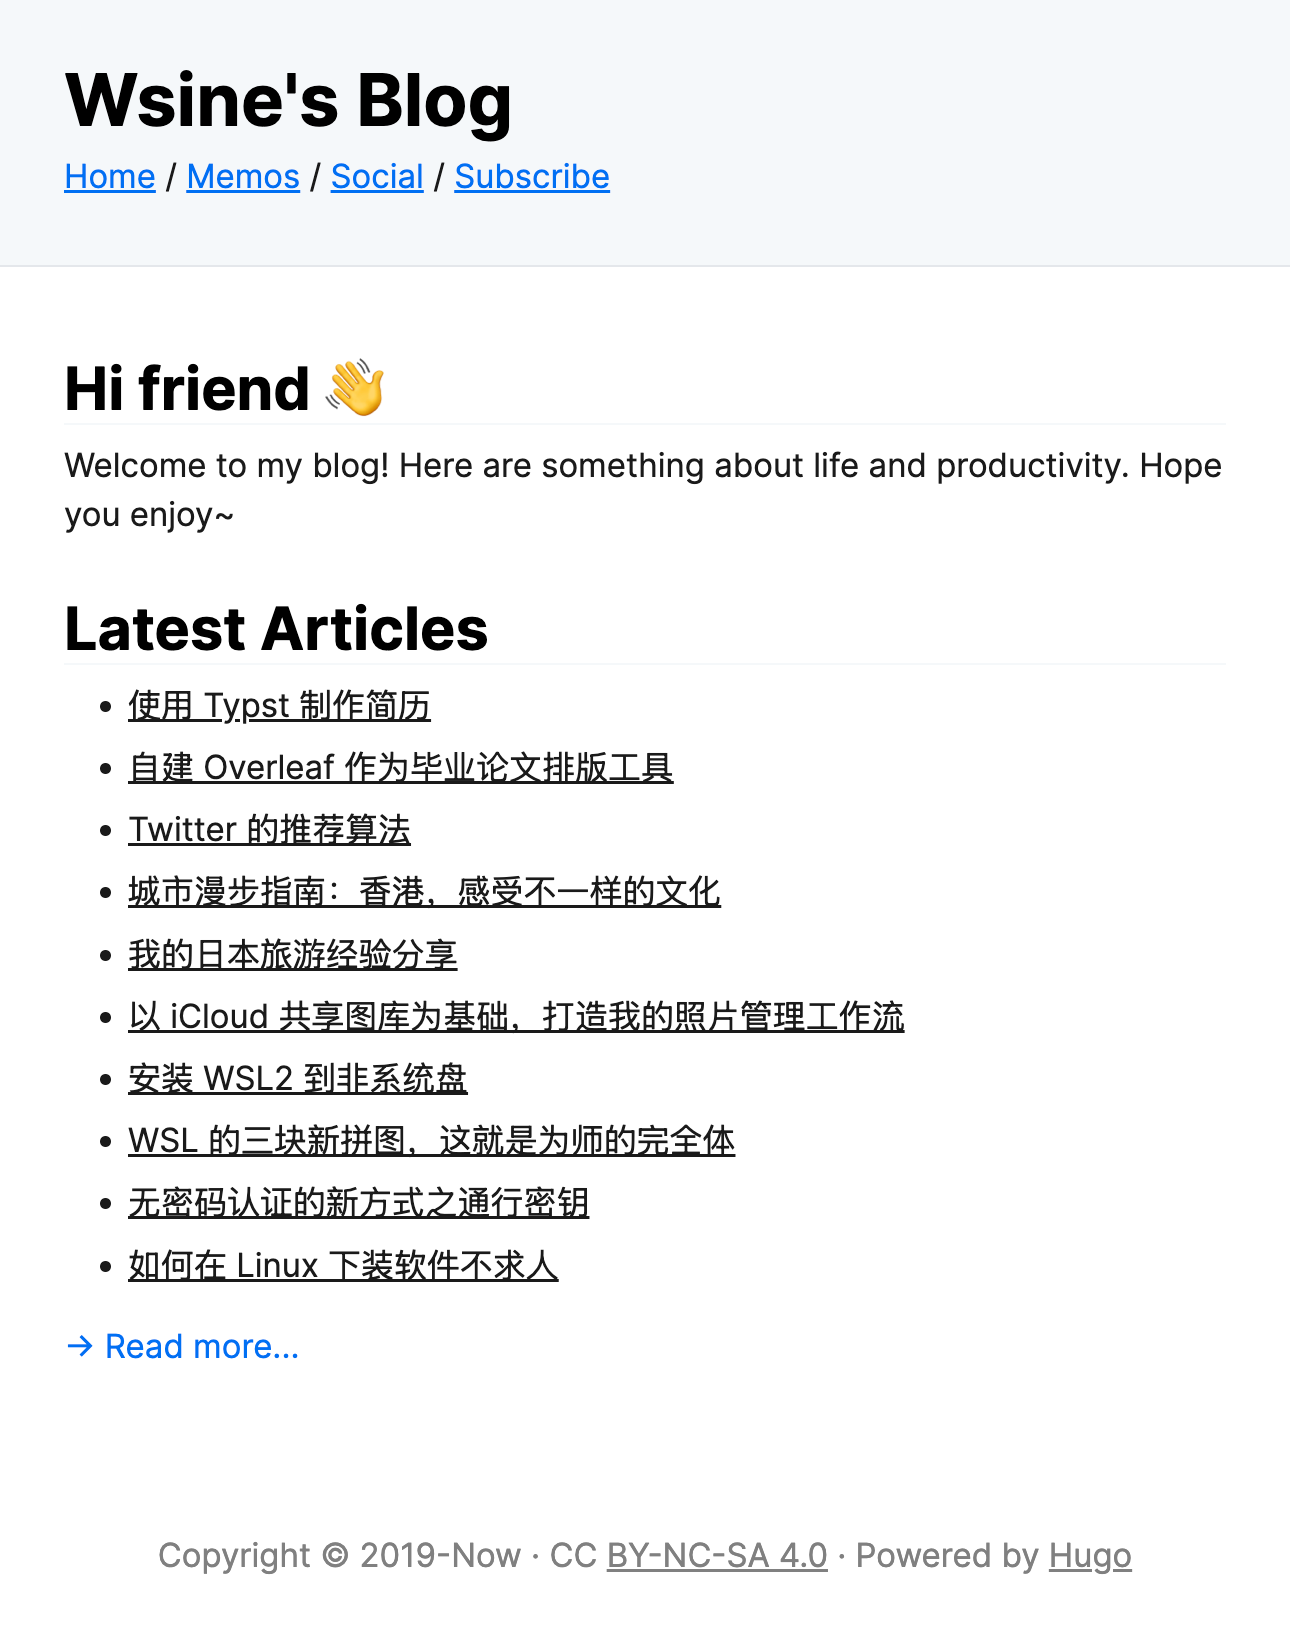 Wsine's Blog
Home / Memos / Social / Subscribe
Hi friend 👋
Welcome to my blog! Here are something about life and productivity. Hope
you enjoy~
Latest Articles
• 使用 Typst 制作简历
• 自建 Overleaf 作为毕业论文排版工具
• Twitter 的推荐算法
• 城市漫步指南：香港，感受不一样的文化
• 我的日本旅游经验分享
• 以 iCloud 共享图库为基础，打造我的照片管理工作流
• 安装 WSL2 到非系统盘
• WSL 的三块新拼图，这就是为师的完全体
• 无密码认证的新方式之通行密钥
• 如何在 Linux 下装软件不求人
→ Read more...
Copyright © 2019-Now · CC BY-NC-SA 4.0 · Powered by Hugo